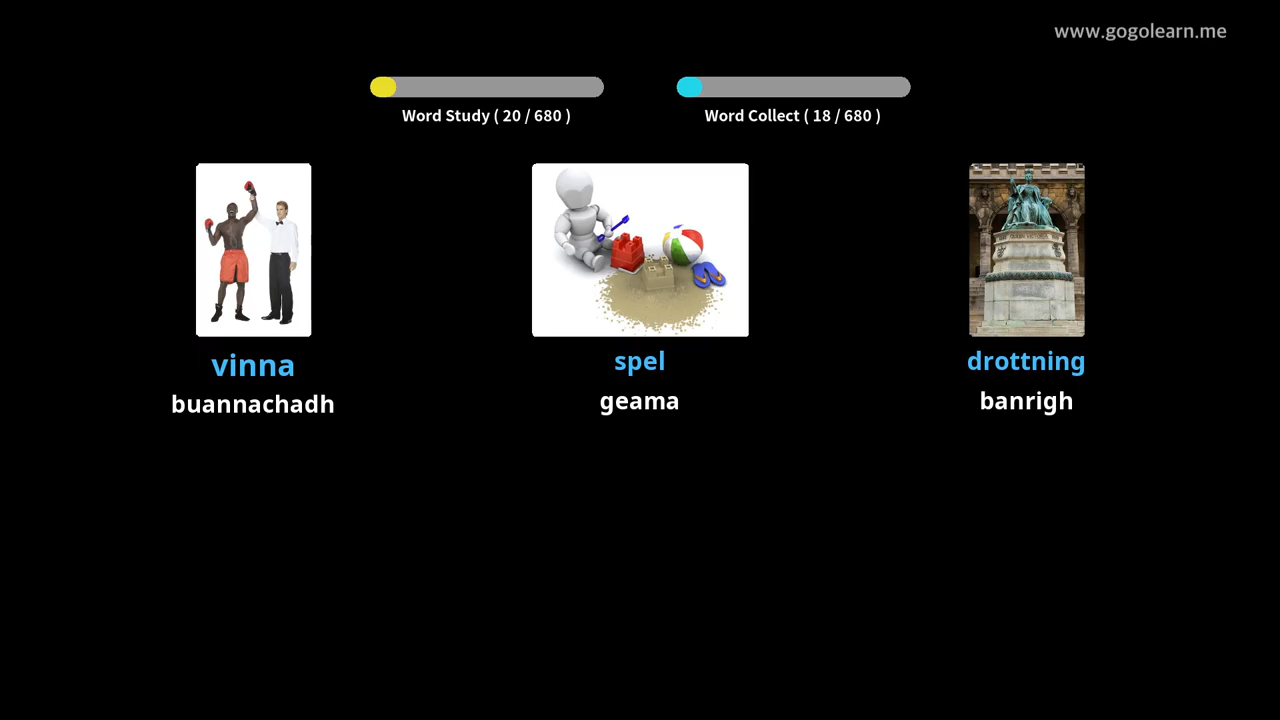 www.gogolearn.me
Word Study ( 20 / 680 )
Word Collect ( 18 / 680 )
vinna
buannachadh
spel
geama
drottning
banrigh